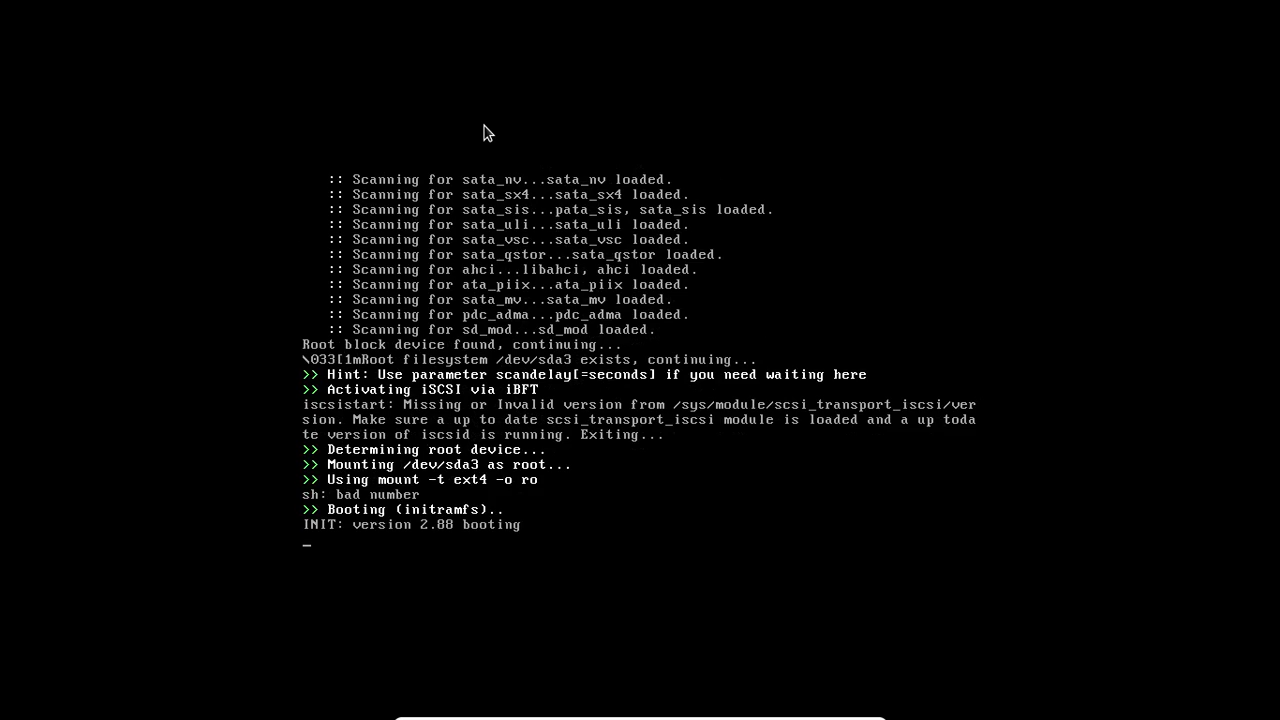 :: Scanning for sata_nv...sata_nv loaded.
:: Scanning for sata_sx4...sata_sx4 loaded.
:: Scanning for sata_sis...pata_sis, sata_sis loaded.
:: Scanning for sata_uli...sata_uli loaded.
:: Scanning for sata_vsc...sata_vsc loaded.
:: Scanning for sata_qstor...sata_qstor loaded.
:: Scanning for ahci...libahci, ahci loaded.
:: Scanning for ata_piix...ata_piix loaded.
:: Scanning for sata_mv...sata_mv loaded.
:: Scanning for pdc_adma...pdc_adma loaded.
:: Scanning for sd_mod...sd_mod loaded.
Root block device found, continuing...
\033[1mRoot filesystem /dev/sda3 exists, continuing...
>> Hint: Use parameter scandelay[=seconds] if you need waiting here
>> Activating iSCSI via iBFT
iscsistart: Missing or Invalid version from /sys/module/scsi_transport_iscsi/ver
sion. Make sure a up to date scsi_transport_iscsi module is loaded and a up toda
te version of iscsid is running. Exiting...
>> Determining root device...
>> Mounting /dev/sda3 as root...
>> Using mount -t ext4 -o ro
sh: bad number
>> Booting (initramfs)..
INIT: version 2.88 booting
_